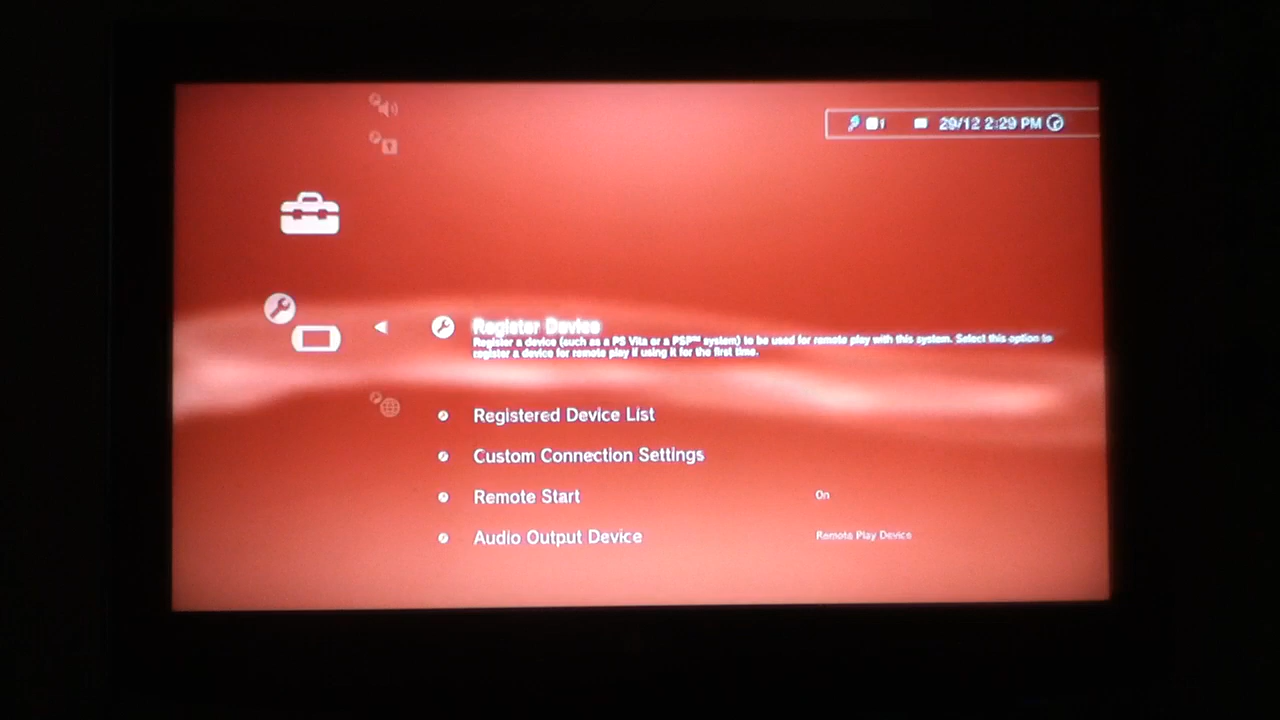 29/12 2:29 PM
Register Device
Register a device (such as a PS Vita or a PSP™ system) to be used for remote play with this system. Select this option to
register a device for remote play if using it for the first time.
Registered Device List
Custom Connection Settings
Remote Start On
Audio Output Device Remote Play Device